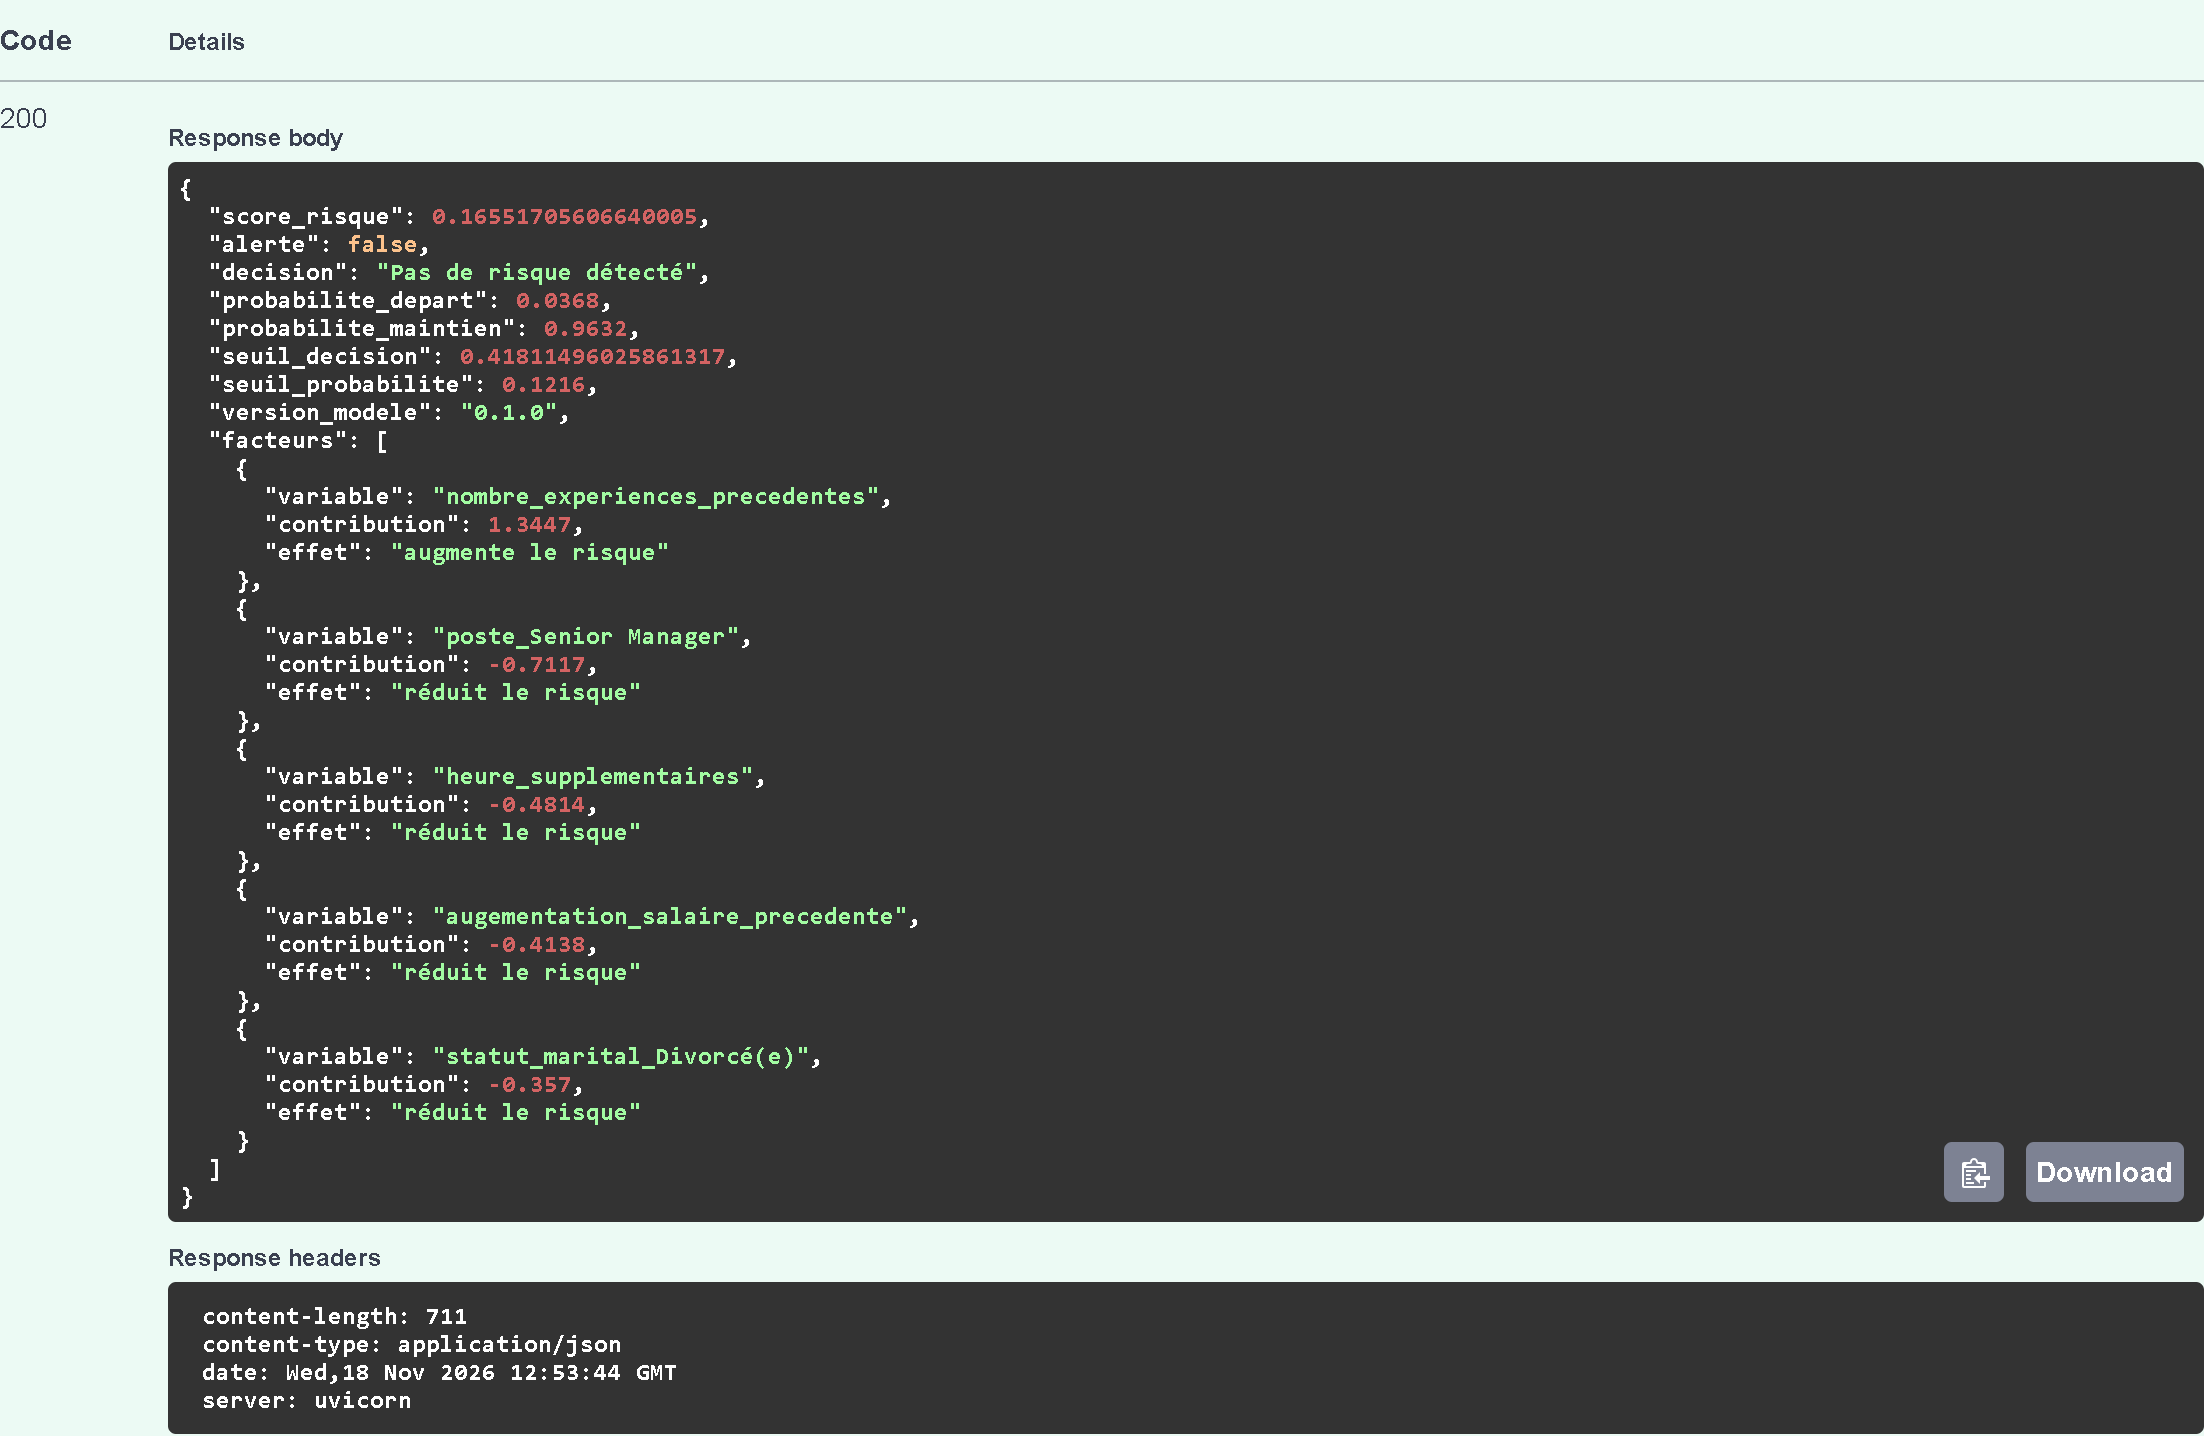 Code Details
200
Response body
{
  "score_risque": 0.16551705606640005,
  "alerte": false,
  "decision": "Pas de risque détecté",
  "probabilite_depart": 0.0368,
  "probabilite_maintien": 0.9632,
  "seuil_decision": 0.41811496025861317,
  "seuil_probabilite": 0.1216,
  "version_modele": "0.1.0",
  "facteurs": [
    {
      "variable": "nombre_experiences_precedentes",
      "contribution": 1.3447,
      "effet": "augmente le risque"
    },
    {
      "variable": "poste_Senior Manager",
      "contribution": -0.7117,
      "effet": "réduit le risque"
    },
    {
      "variable": "heure_supplementaires",
      "contribution": -0.4814,
      "effet": "réduit le risque"
    },
    {
      "variable": "augementation_salaire_precedente",
      "contribution": -0.4138,
      "effet": "réduit le risque"
    },
    {
      "variable": "statut_marital_Divorcé(e)",
      "contribution": -0.357,
      "effet": "réduit le risque"
    }
  ]
}
Download
Response headers
content-length: 711
content-type: application/json
date: Wed,18 Nov 2026 12:53:44 GMT
server: uvicorn